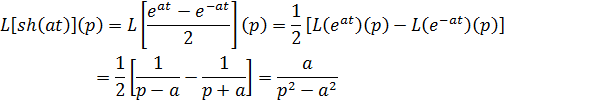 L[sh(at)](p) = L[(e^{at} − e^{−at})/2](p) = 1/2 [L(e^{at})(p) − L(e^{−at})(p)]
= 1/2 [1/(p − a) − 1/(p + a)] = a/(p² − a²)